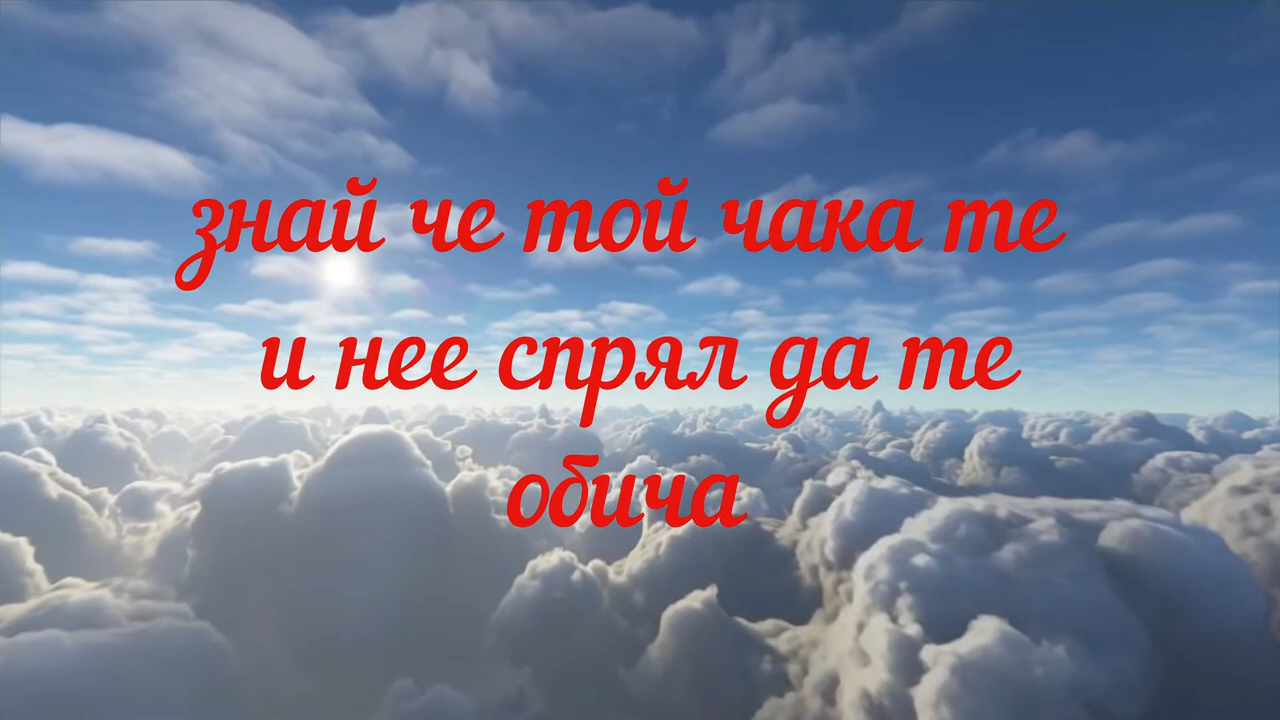 знай че той чака те
и нее спрял да те
обича